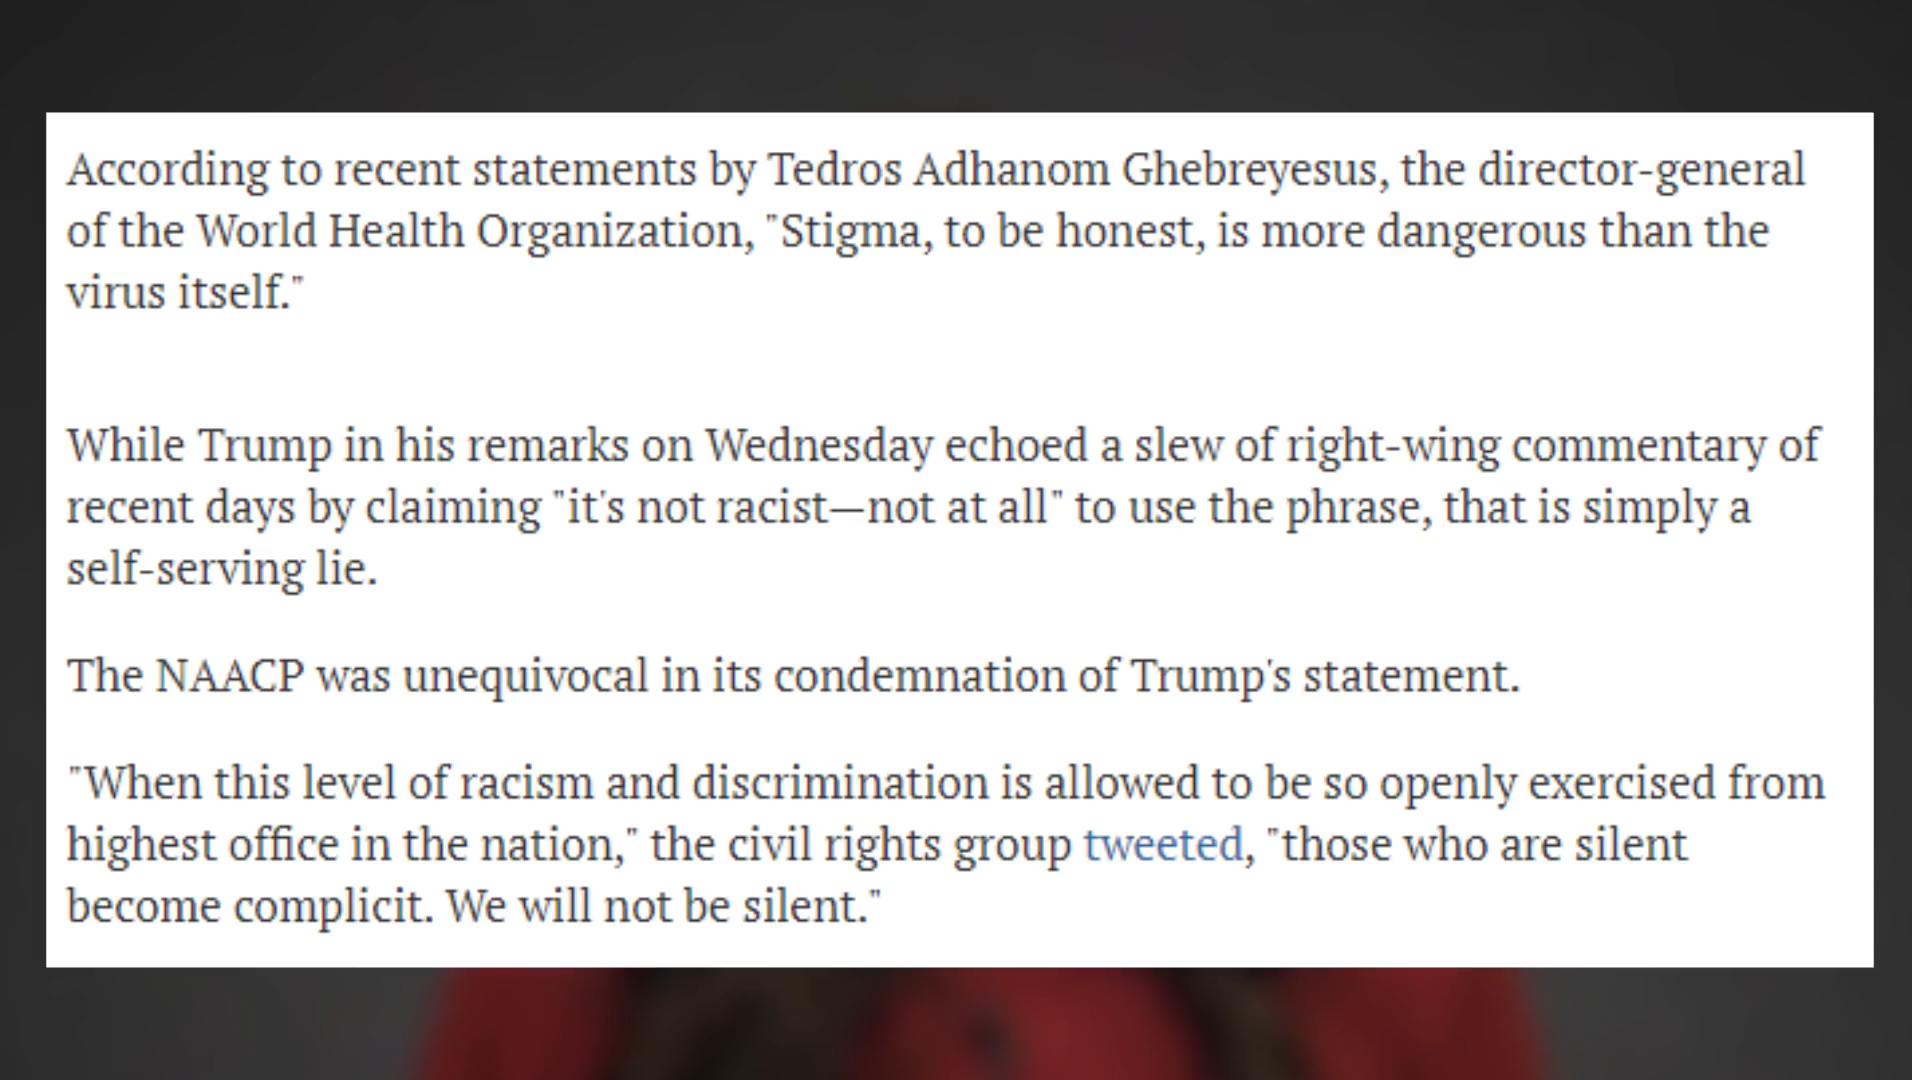 According to recent statements by Tedros Adhanom Ghebreyesus, the director-general
of the World Health Organization, "Stigma, to be honest, is more dangerous than the
virus itself."
While Trump in his remarks on Wednesday echoed a slew of right-wing commentary of
recent days by claiming "it's not racist—not at all" to use the phrase, that is simply a
self-serving lie.
The NAACP was unequivocal in its condemnation of Trump's statement.
"When this level of racism and discrimination is allowed to be so openly exercised from
highest office in the nation," the civil rights group tweeted, "those who are silent
become complicit. We will not be silent."